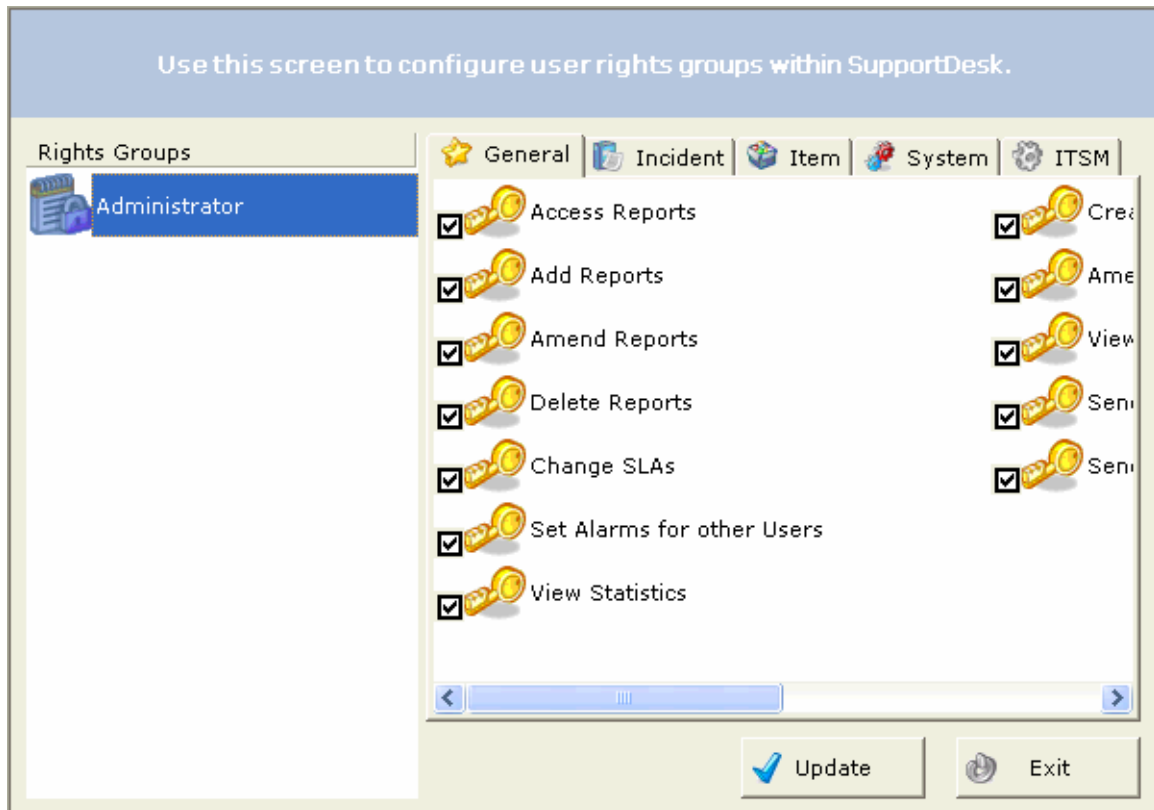 Use this screen to configure user rights groups within SupportDesk.
Rights Groups
Administrator
General
Incident
Item
System
ITSM
Access Reports
Add Reports
Amend Reports
Delete Reports
Change SLAs
Set Alarms for other Users
View Statistics
View
Update
Exit